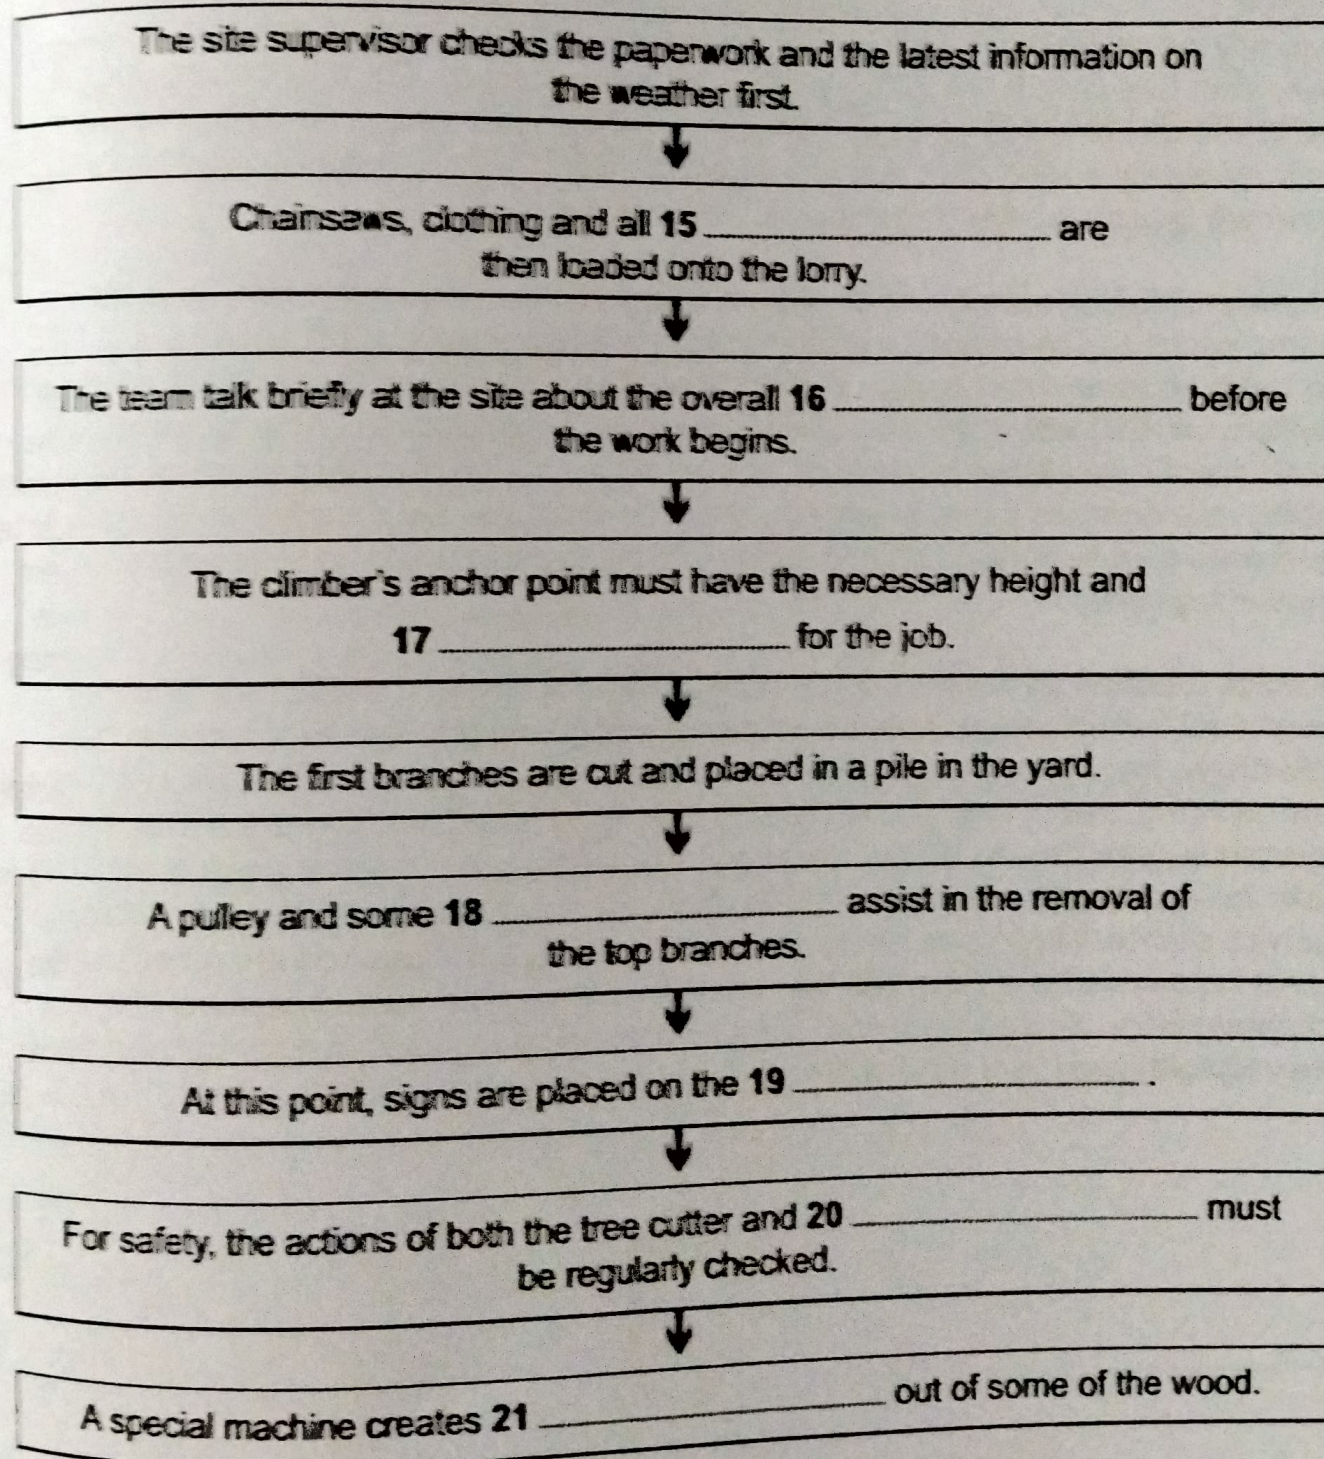 The site supervisor checks the paperwork and the latest information on
the weather first.
Chainsaws, clothing and all 15 ______ are
then loaded onto the lorry.
The team talk briefly at the site about the overall 16 ______ before
the work begins.
The climber's anchor point must have the necessary height and
17 ______ for the job.
The first branches are cut and placed in a pile in the yard.
A pulley and some 18 ______ assist in the removal of
the top branches.
At this point, signs are placed on the 19 ______ .
For safety, the actions of both the tree cutter and 20 ______ must
be regularly checked.
A special machine creates 21 ______ out of some of the wood.